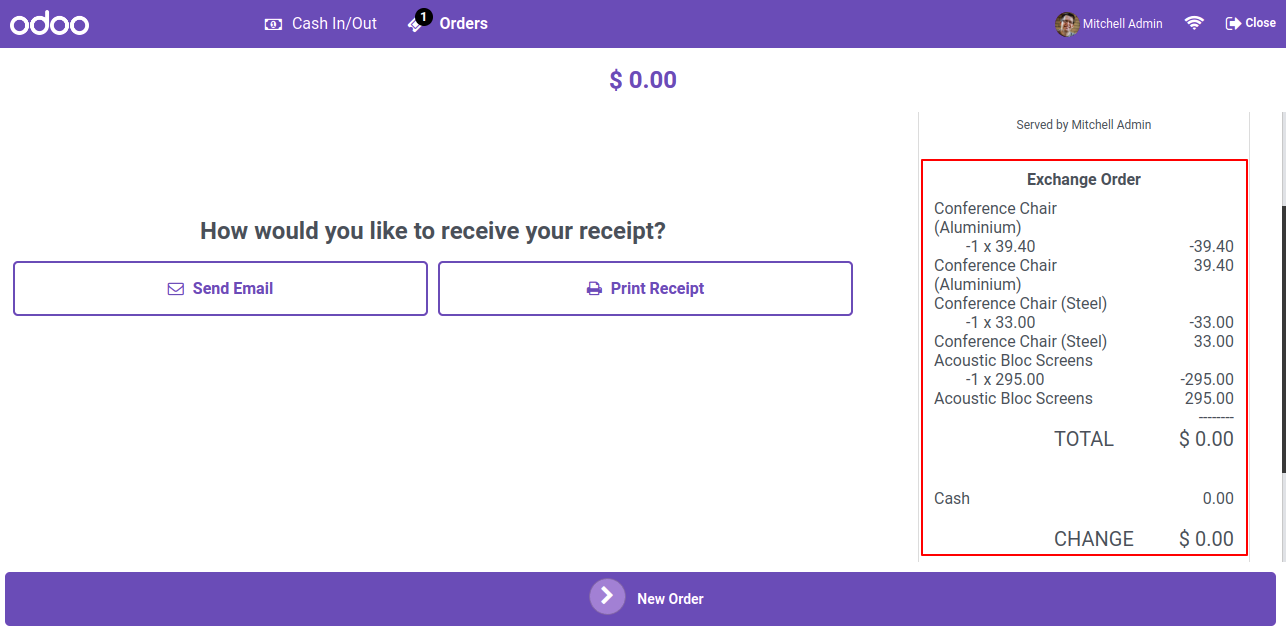 odoo
Cash In/Out
1
Orders
Mitchell Admin
Close
$ 0.00
Served by Mitchell Admin
How would you like to receive your receipt?
Send Email
Print Receipt
Exchange Order
Conference Chair
(Aluminium)
-1 x 39.40 -39.40
Conference Chair 39.40
(Aluminium)
Conference Chair (Steel)
-1 x 33.00 -33.00
Conference Chair (Steel) 33.00
Acoustic Bloc Screens
-1 x 295.00 -295.00
Acoustic Bloc Screens 295.00
--------
TOTAL $ 0.00
Cash 0.00
CHANGE $ 0.00
New Order